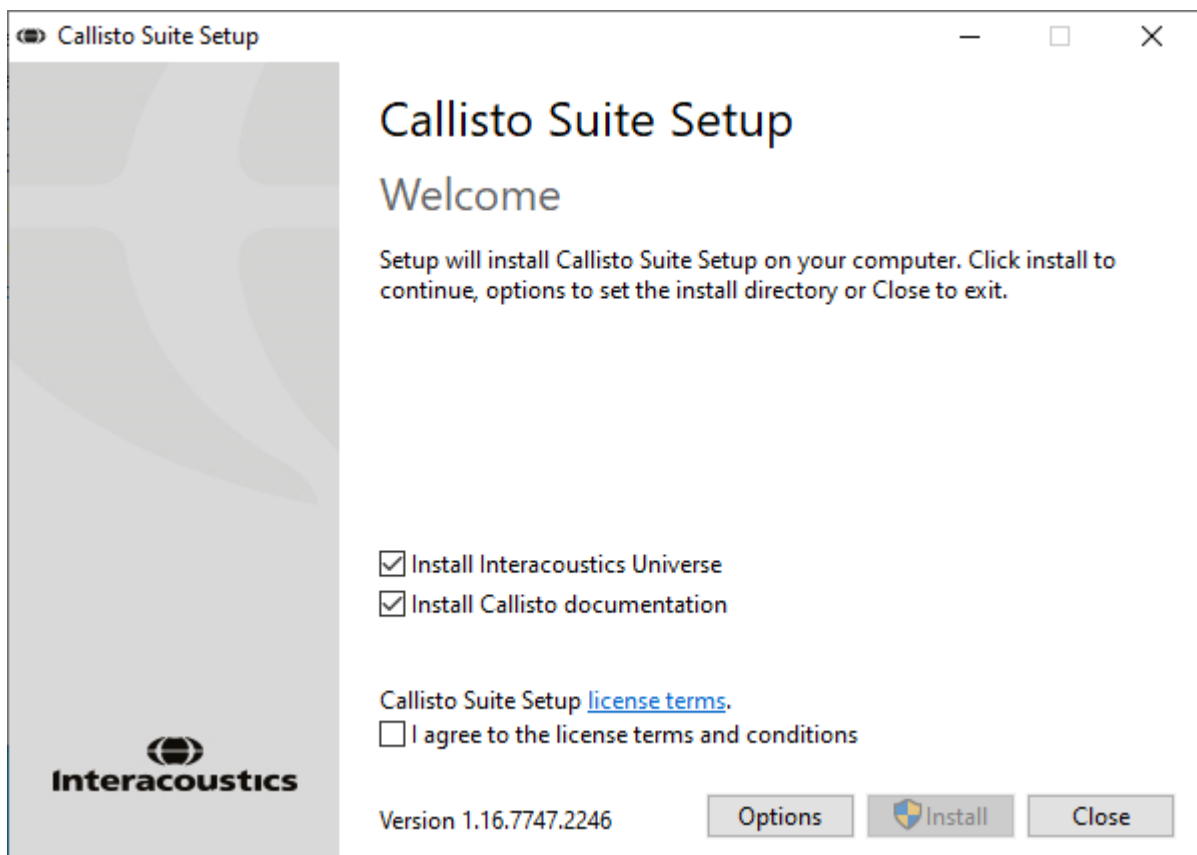 Callisto Suite Setup
Callisto Suite Setup
Welcome
Setup will install Callisto Suite Setup on your computer. Click install to
continue, options to set the install directory or Close to exit.
Install Interacoustics Universe
Install Callisto documentation
Callisto Suite Setup license terms.
I agree to the license terms and conditions
Interacoustics
Version 1.16.7747.2246
Options
Install
Close